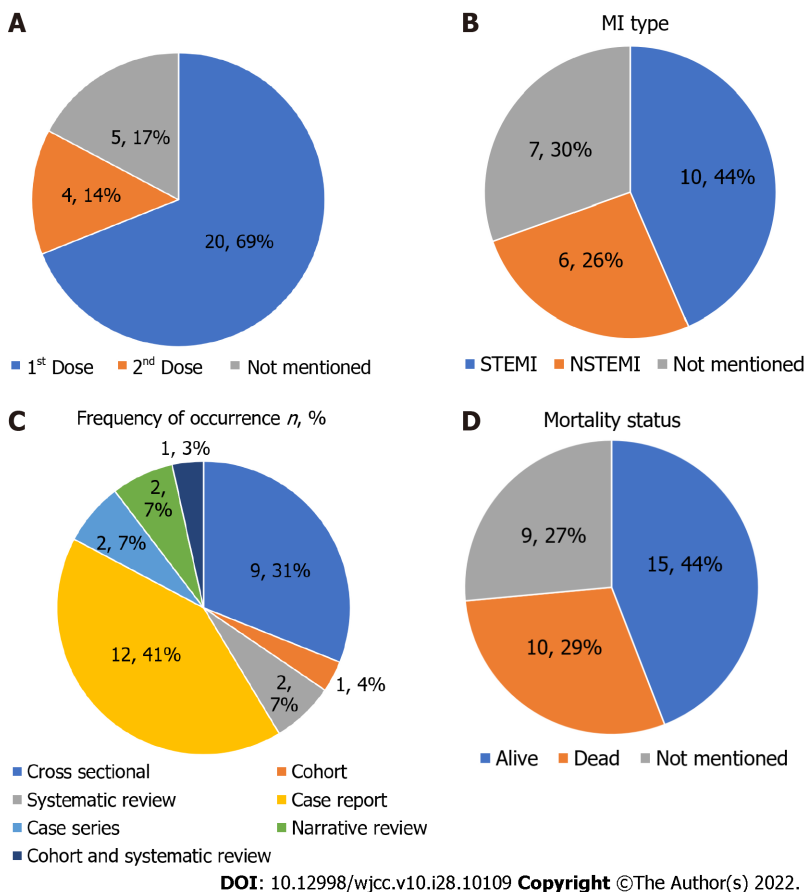 A
5, 17%
4, 14%
20, 69%
1st Dose 2nd Dose Not mentioned
B
MI type
7, 30%
10, 44%
6, 26%
STEMI NSTEMI Not mentioned
C
Frequency of occurrence n, %
1, 3%
2,
7%
2, 7%
9, 31%
12, 41%
2,
7%
1, 4%
Cross sectional Cohort
Systematic review Case report
Case series Narrative review
Cohort and systematic review
D
Mortality status
9, 27%
15, 44%
10, 29%
Alive Dead Not mentioned
DOI: 10.12998/wjcc.v10.i28.10109 Copyright ©The Author(s) 2022.